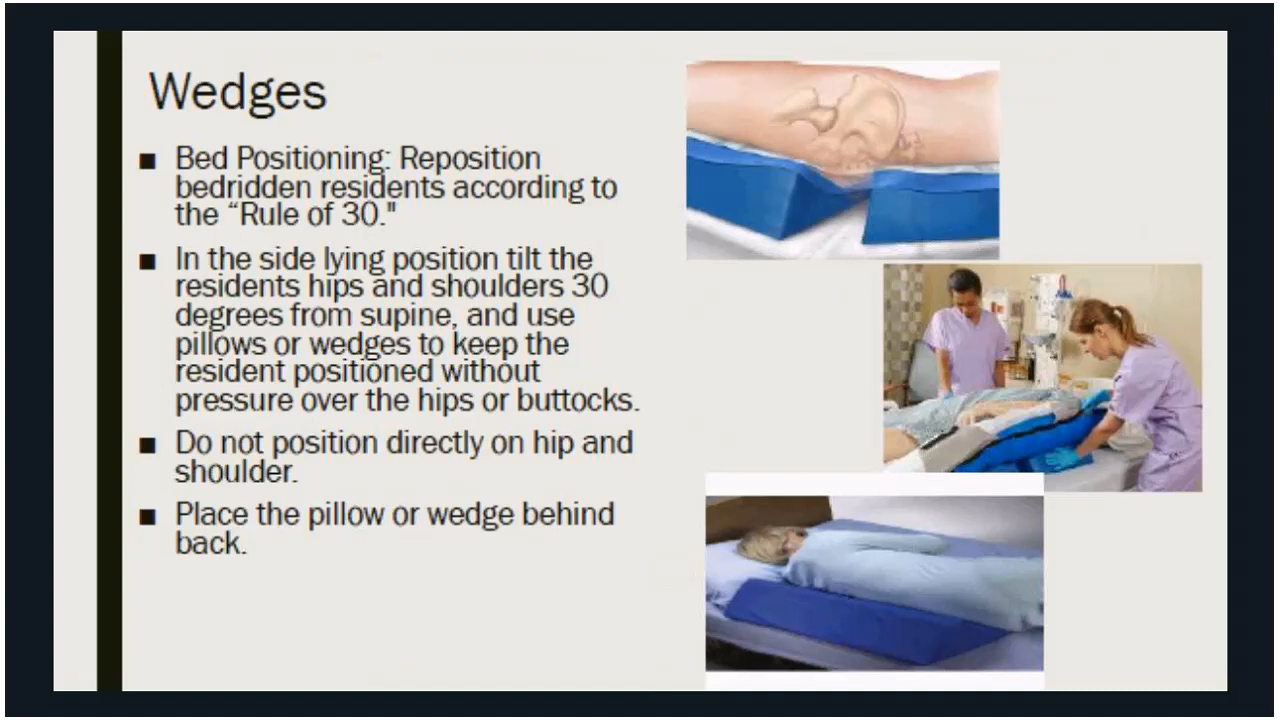 Wedges
■ Bed Positioning: Reposition
bedridden residents according to
the “Rule of 30."
■ In the side lying position tilt the
residents hips and shoulders 30
degrees from supine, and use
pillows or wedges to keep the
resident positioned without
pressure over the hips or buttocks.
■ Do not position directly on hip and
shoulder.
■ Place the pillow or wedge behind
back.